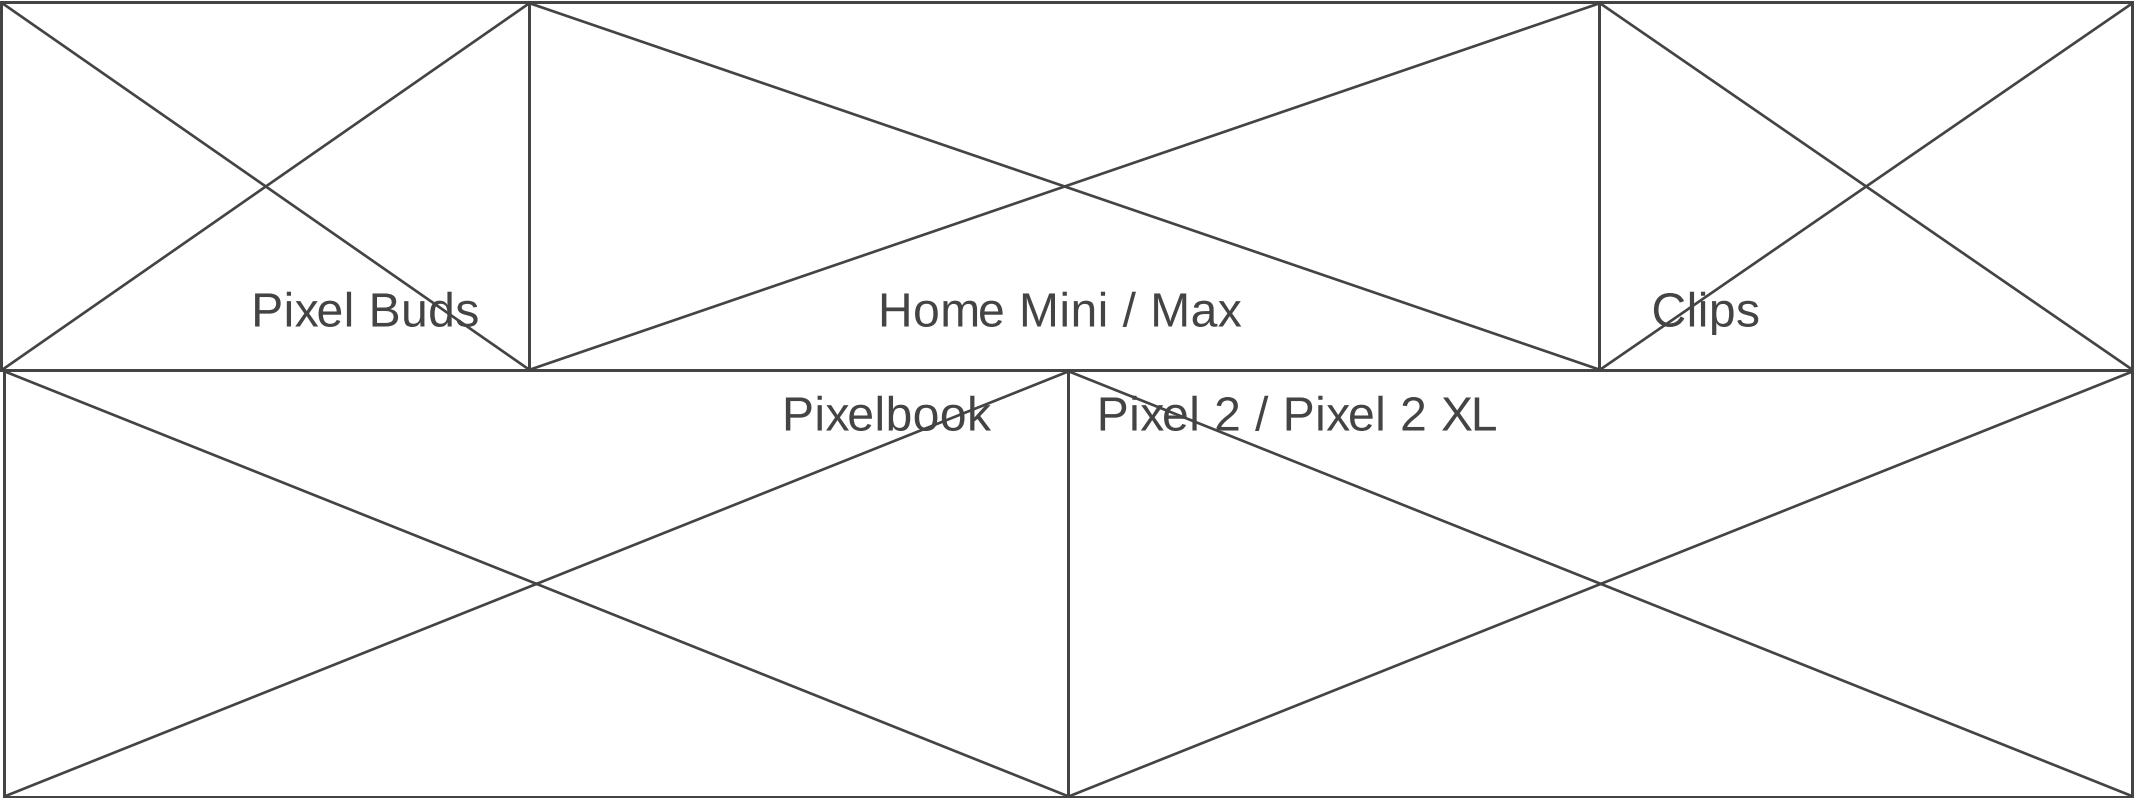 Pixel Buds
Home Mini / Max
Clips
Pixelbook
Pixel 2 / Pixel 2 XL